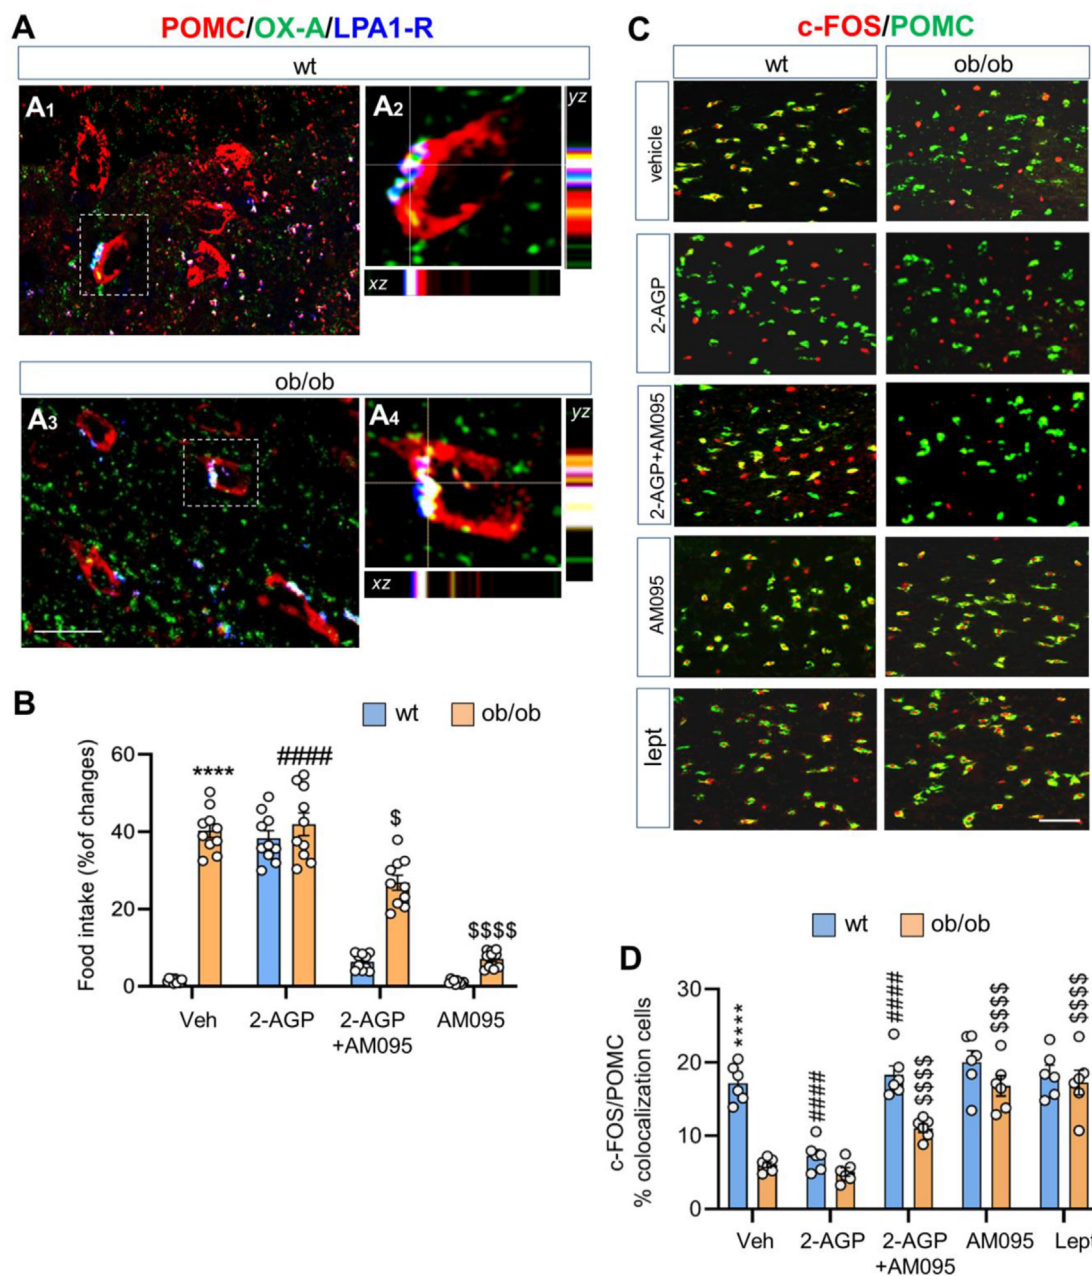 A
POMC/OX-A/LPA1-R
wt
A1
A2
yz
xz
ob/ob
A3
A4
yz
xz
B
wt
ob/ob
Food intake (%of changes)
60
40
20
0
****
####
$
$$$$
Veh
2-AGP
2-AGP
+AM095
AM095
C
c-FOS/POMC
wt
ob/ob
vehicle
2-AGP
2-AGP+AM095
AM095
lept
D
wt
ob/ob
c-FOS/POMC
% colocalization cells
30
20
10
0
****
####
####
$$$$
$$$$
$$$$
Veh
2-AGP
2-AGP
+AM095
AM095
Lept